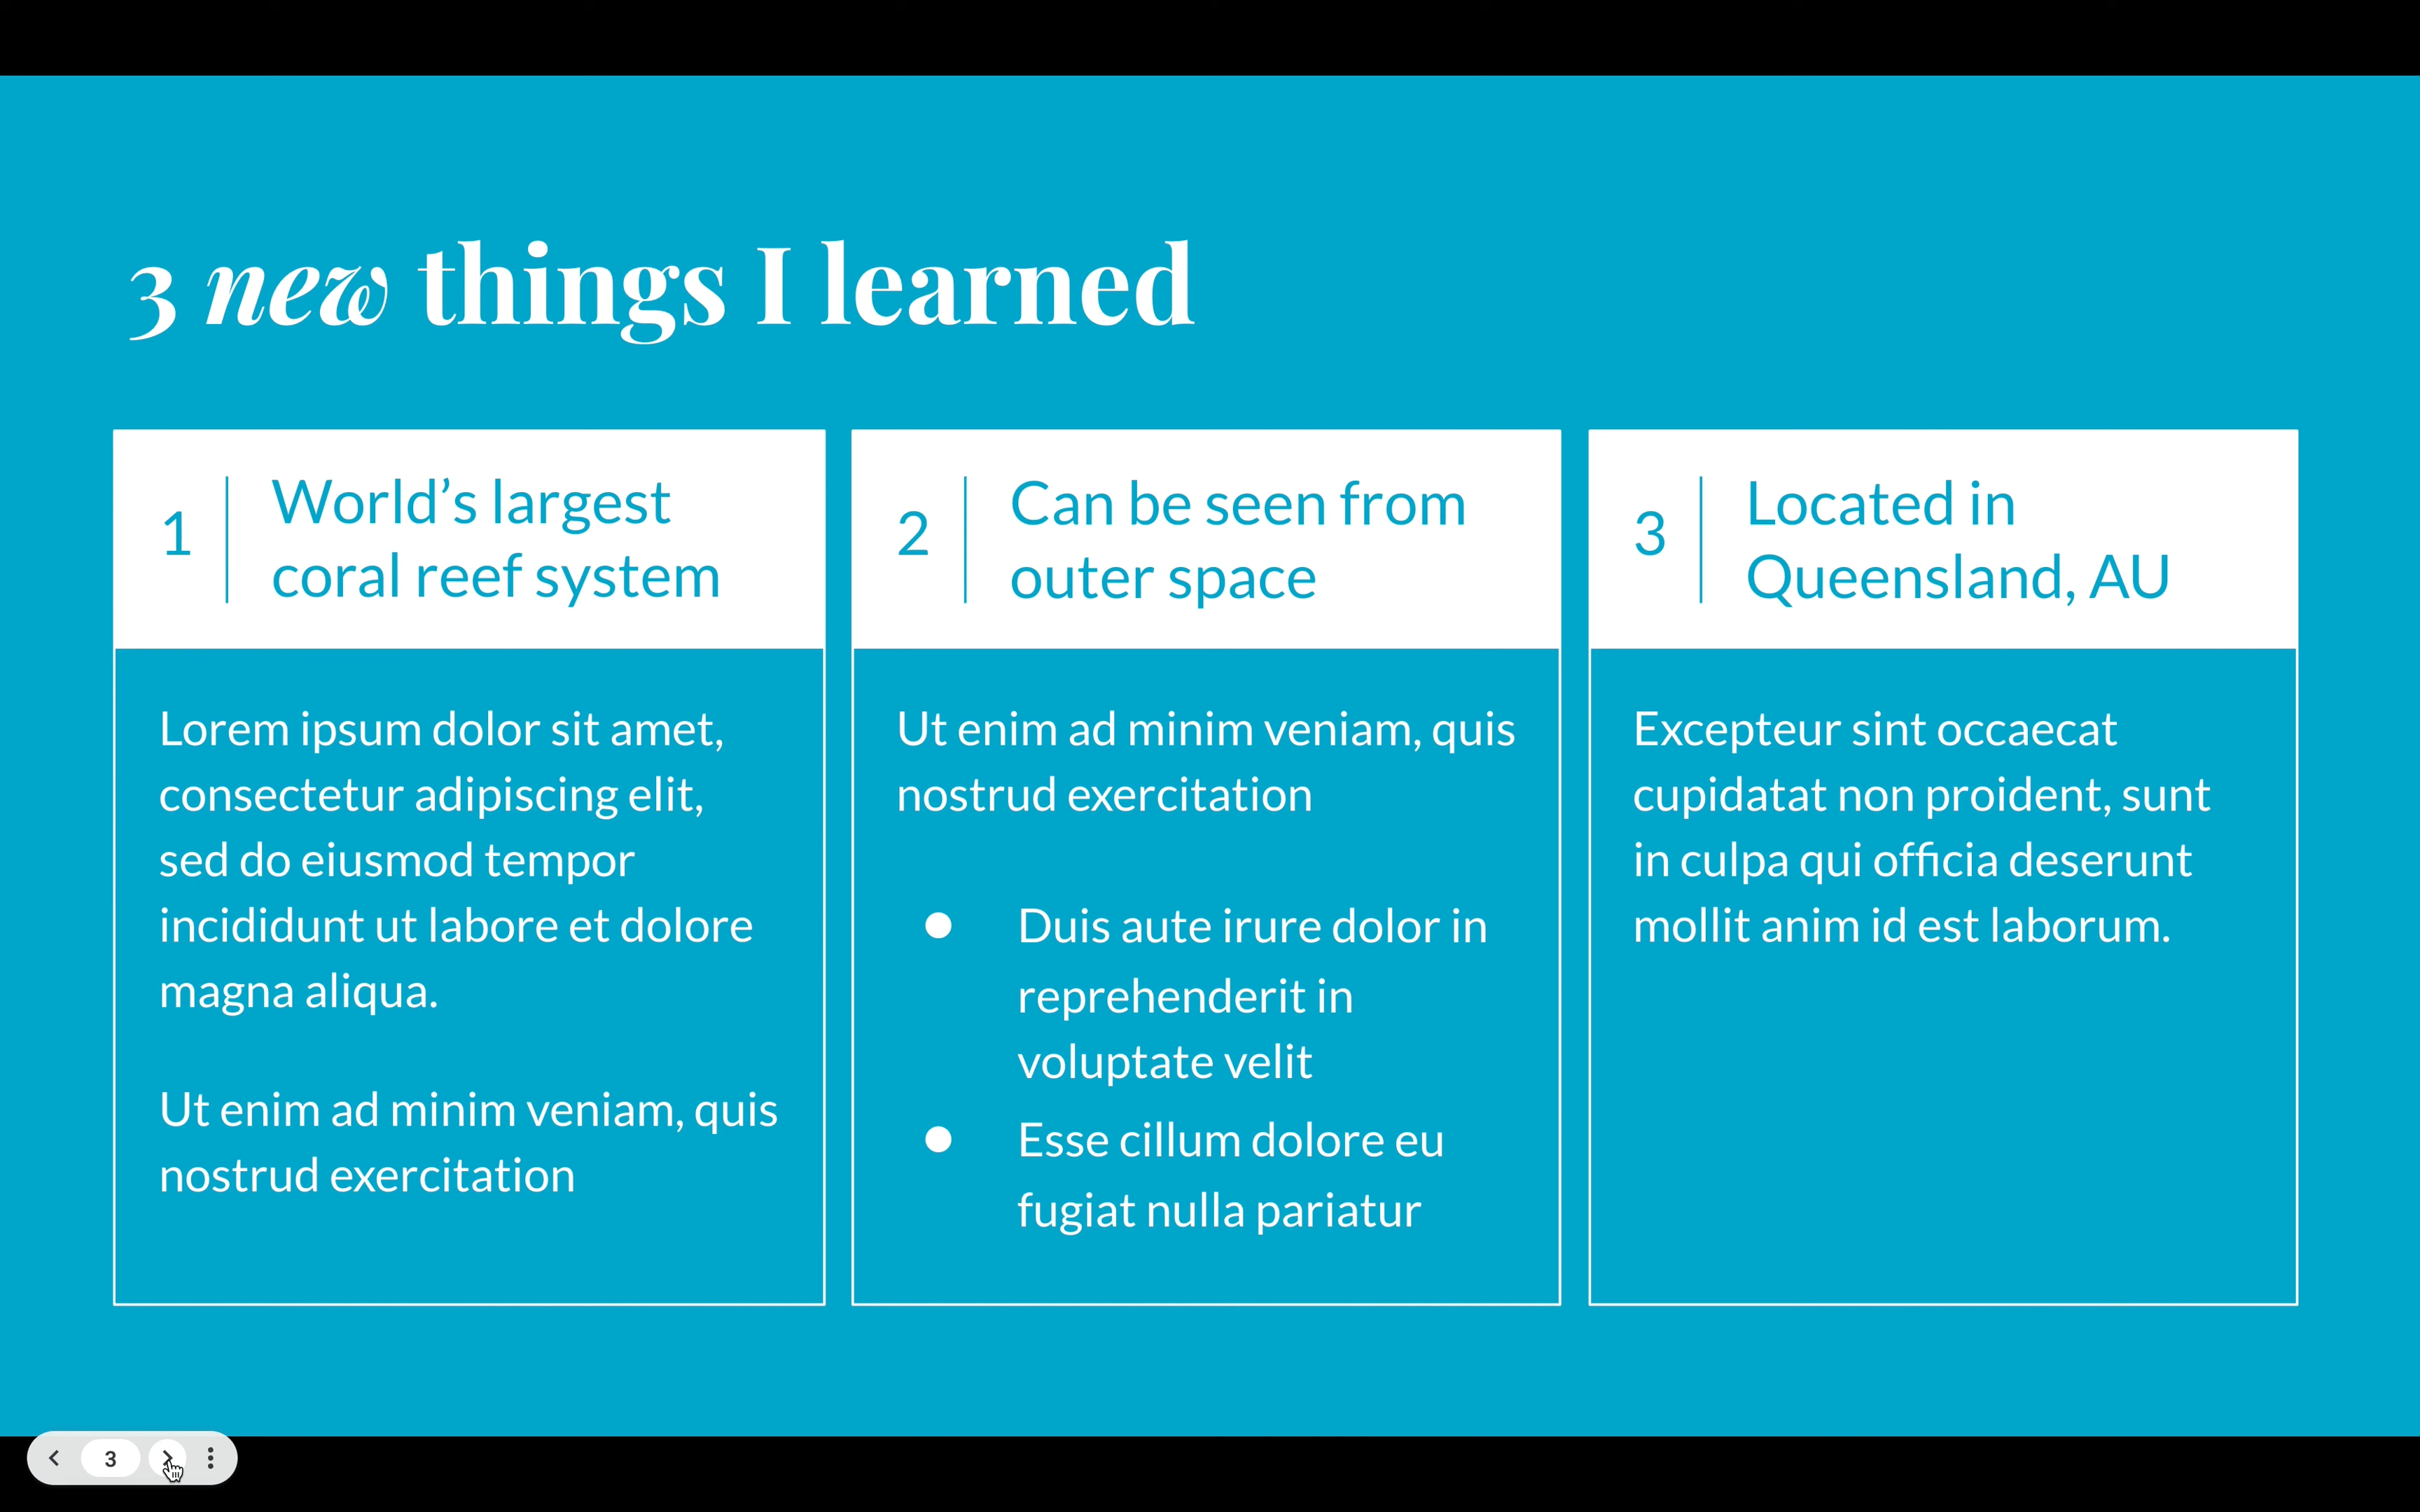 3 new things I learned
1
World’s largest
coral reef system
Lorem ipsum dolor sit amet,
consectetur adipiscing elit,
sed do eiusmod tempor
incididunt ut labore et dolore
magna aliqua.
Ut enim ad minim veniam, quis
nostrud exercitation
2
Can be seen from
outer space
Ut enim ad minim veniam, quis
nostrud exercitation
● Duis aute irure dolor in
reprehenderit in
voluptate velit
● Esse cillum dolore eu
fugiat nulla pariatur
3
Located in
Queensland, AU
Excepteur sint occaecat
cupidatat non proident, sunt
in culpa qui officia deserunt
mollit anim id est laborum.
3